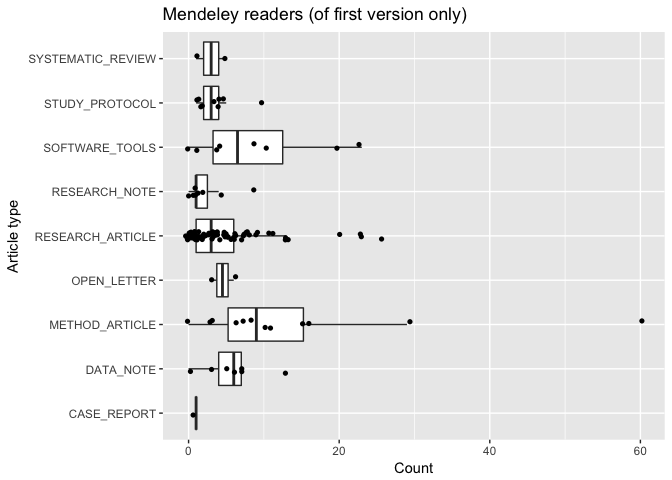 Mendeley readers (of first version only)
SYSTEMATIC_REVIEW
STUDY_PROTOCOL
SOFTWARE_TOOLS
RESEARCH_NOTE
RESEARCH_ARTICLE
OPEN_LETTER
METHOD_ARTICLE
DATA_NOTE
CASE_REPORT
Article type
0 20 40 60
Count